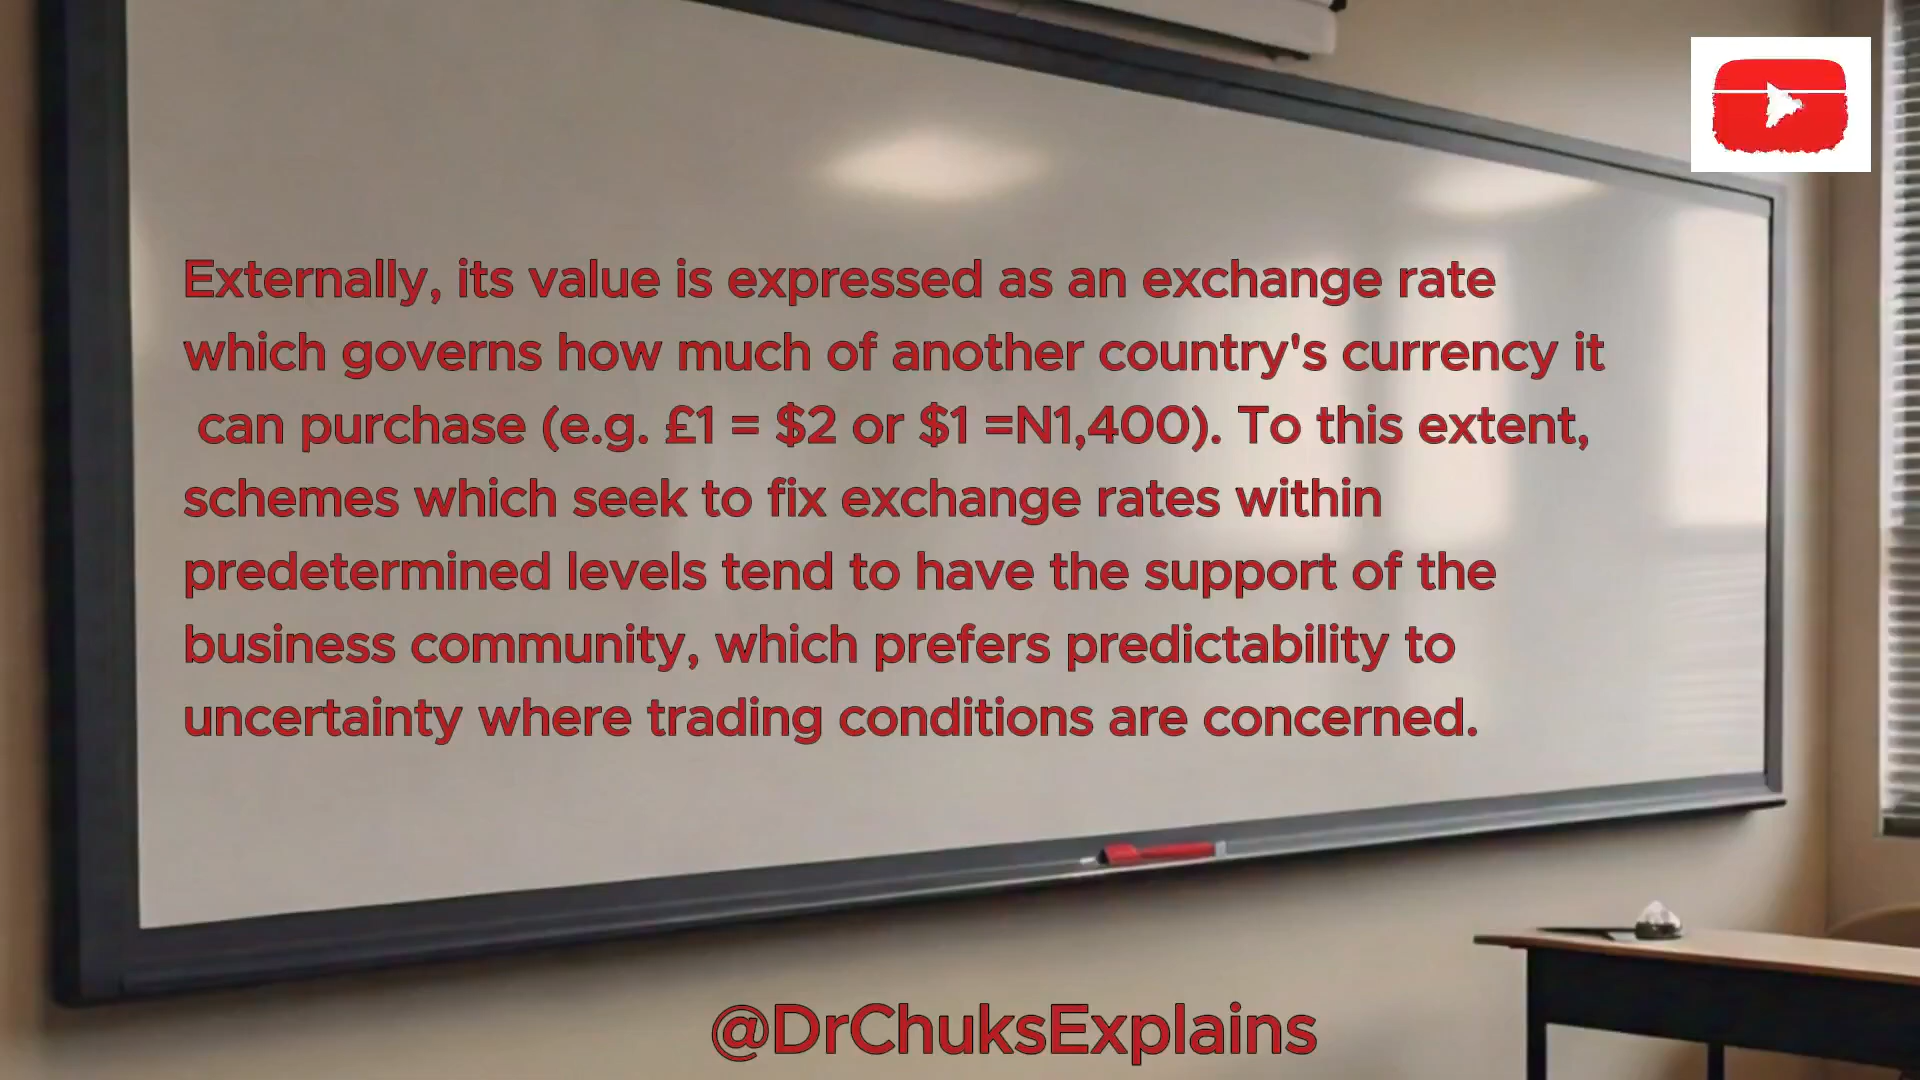 Externally, its value is expressed as an exchange rate
which governs how much of another country's currency it
can purchase (e.g. £1 = $2 or $1 =N1,400). To this extent,
schemes which seek to fix exchange rates within
predetermined levels tend to have the support of the
business community, which prefers predictability to
uncertainty where trading conditions are concerned.
@DrChuksExplains